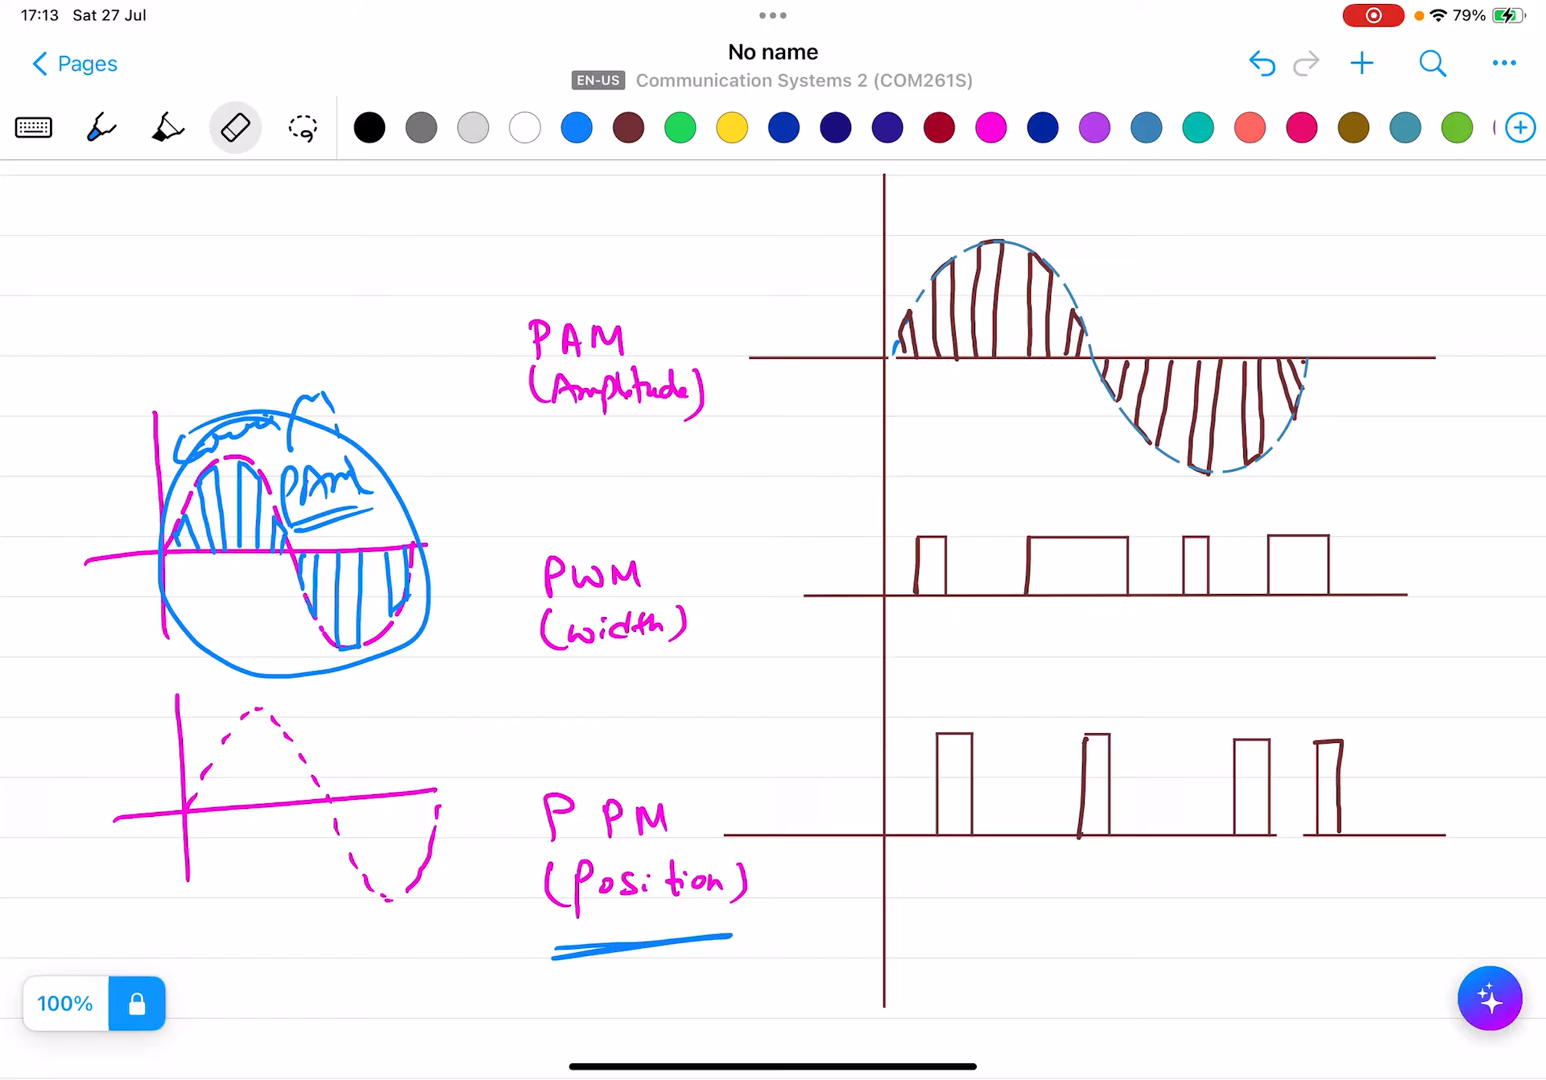 17:13 Sat 27 Jul
79%
Pages
No name
EN-US Communication Systems 2 (COM261S)
PAM
(Amplitude)
PAM
PWM
(width)
PPM
(Position)
100%